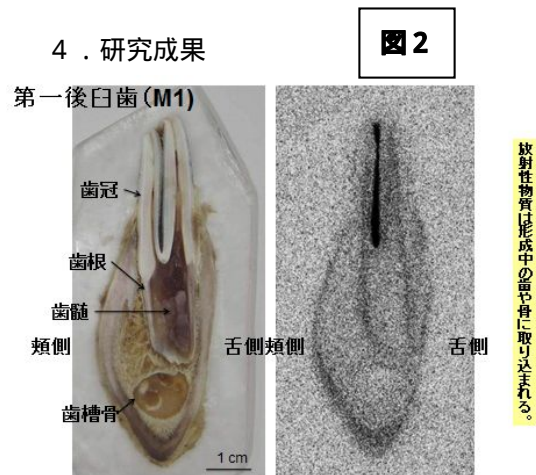 4．研究成果
図2
第一後臼歯(M1)
歯冠
歯根
歯髄
頬側
舌側
頬側
舌側
歯槽骨
1 cm
放射性物質は形成中の歯や骨に取り込まれる。